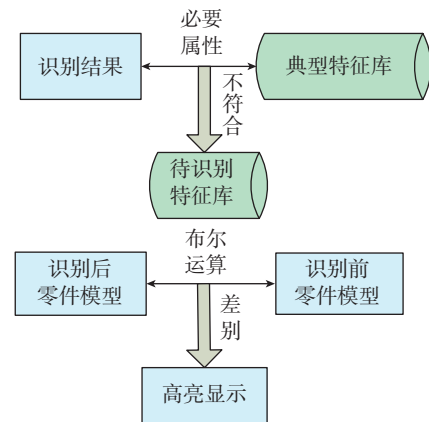 必要
属性
识别结果
典型特征库
不符合
待识别
特征库
布尔
运算
识别后
零件模型
识别前
零件模型
差别
高亮显示